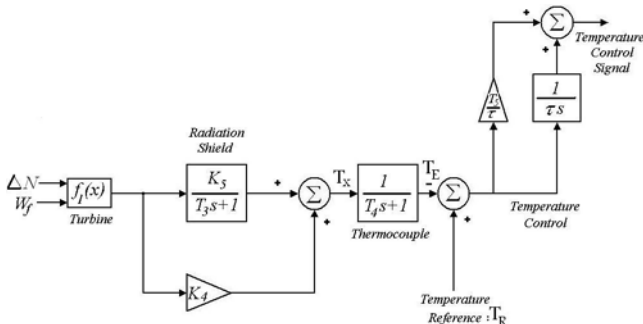 +
Σ
+
Temperature
Control
Signal
T5
τ
1
τs
Radiation
Shield
ΔN
Wf
f1(x)
Turbine
K5
T3s+1
+
Σ
+
TX
1
T4s+1
Thermocouple
TE
-
Σ
+
Temperature
Control
K4
Temperature
Reference : TR